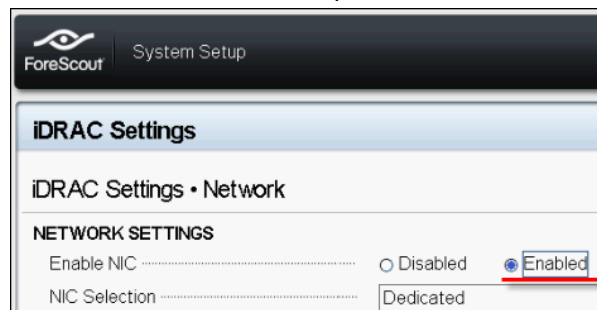 ForeScout
System Setup
iDRAC Settings
iDRAC Settings • Network
NETWORK SETTINGS
Enable NIC Disabled Enabled
NIC Selection Dedicated